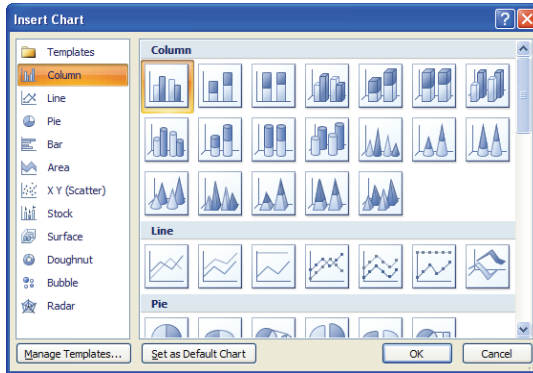 Insert Chart
Templates
Column
Line
Pie
Bar
Area
X Y (Scatter)
Stock
Surface
Doughnut
Bubble
Radar
Column
Line
Pie
Manage Templates...
Set as Default Chart
OK
Cancel